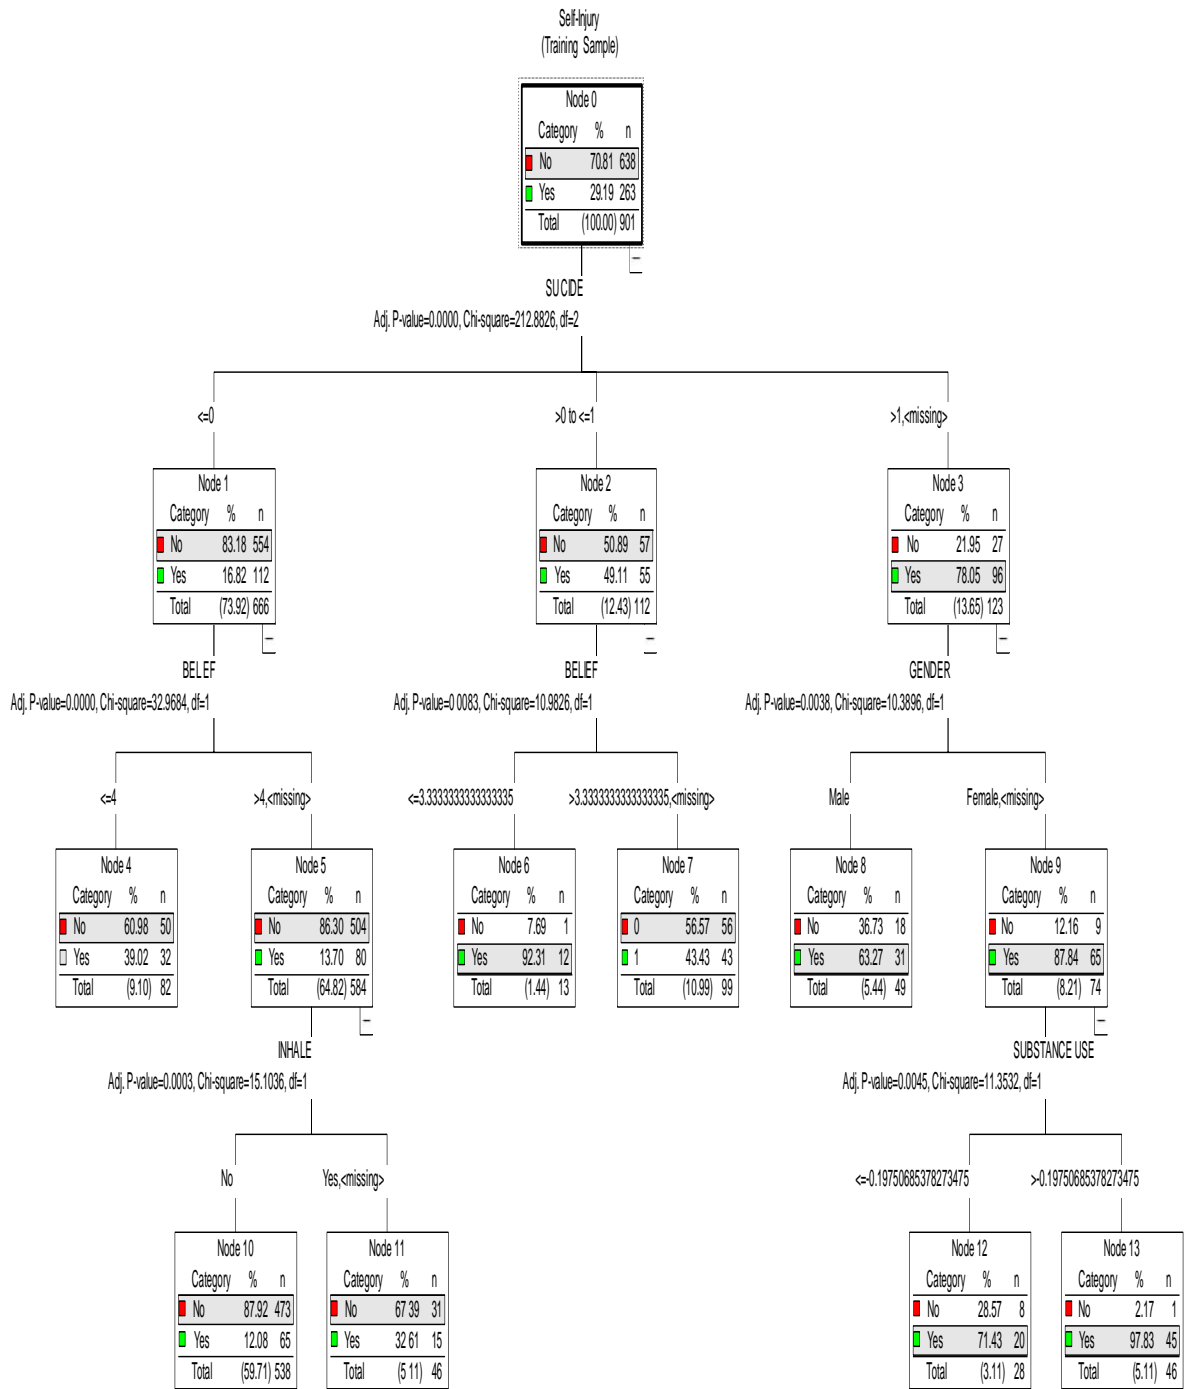 Self-Injury
(Training Sample)
Node 0
Category % n
No 70.81 638
Yes 29.19 263
Total (100.00) 901
SUCIDE
Adj. P-value=0.0000, Chi-square=212.8826, df=2
<=0
>0 to <=1
>1,<missing>
Node 1
Category % n
No 83.18 554
Yes 16.82 112
Total (73.92) 666
Node 2
Category % n
No 50.89 57
Yes 49.11 55
Total (12.43) 112
Node 3
Category % n
No 21.95 27
Yes 78.05 96
Total (13.65) 123
BELEF
Adj. P-value=0.0000, Chi-square=32.9684, df=1
BELIEF
Adj. P-value=0 0083, Chi-square=10.9826, df=1
GENDER
Adj. P-value=0.0038, Chi-square=10.3896, df=1
<=4
>4,<missing>
<=3.3333333333333335
>3.3333333333333335,<missing>
Male
Female,<missing>
Node 4
Category % n
No 60.98 50
Yes 39.02 32
Total (9.10) 82
Node 5
Category % n
No 86.30 504
Yes 13.70 80
Total (64.82) 584
Node 6
Category % n
No 7.69 1
Yes 92.31 12
Total (1.44) 13
Node 7
Category % n
0 56.57 56
1 43.43 43
Total (10.99) 99
Node 8
Category % n
No 36.73 18
Yes 63.27 31
Total (5.44) 49
Node 9
Category % n
No 12.16 9
Yes 87.84 65
Total (8.21) 74
INHALE
Adj. P-value=0.0003, Chi-square=15.1036, df=1
SUBSTANCE USE
Adj. P-value=0.0045, Chi-square=11.3532, df=1
No
Yes,<missing>
<=-0.19750685378273475
>-0.19750685378273475
Node 10
Category % n
No 87.92 473
Yes 12.08 65
Total (59.71) 538
Node 11
Category % n
No 67 39 31
Yes 32 61 15
Total (5 11) 46
Node 12
Category % n
No 28.57 8
Yes 71.43 20
Total (3.11) 28
Node 13
Category % n
No 2.17 1
Yes 97.83 45
Total (5.11) 46